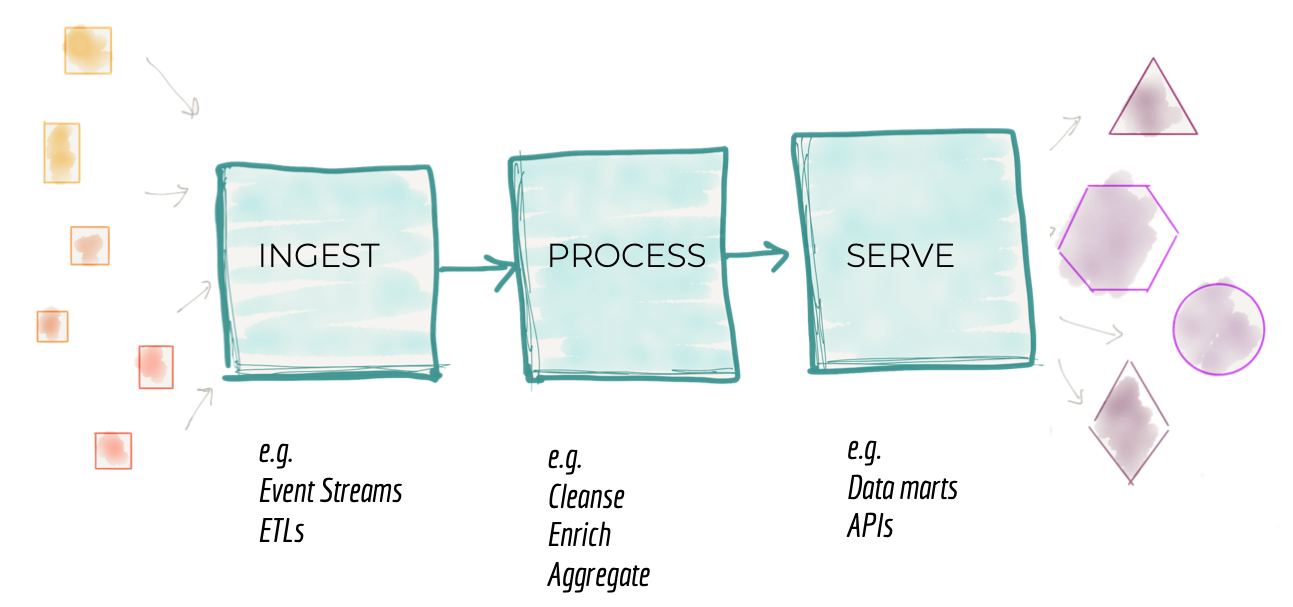 INGEST
PROCESS
SERVE
e.g.
Event Streams
ETLs
e.g.
Cleanse
Enrich
Aggregate
e.g.
Data marts
APIs